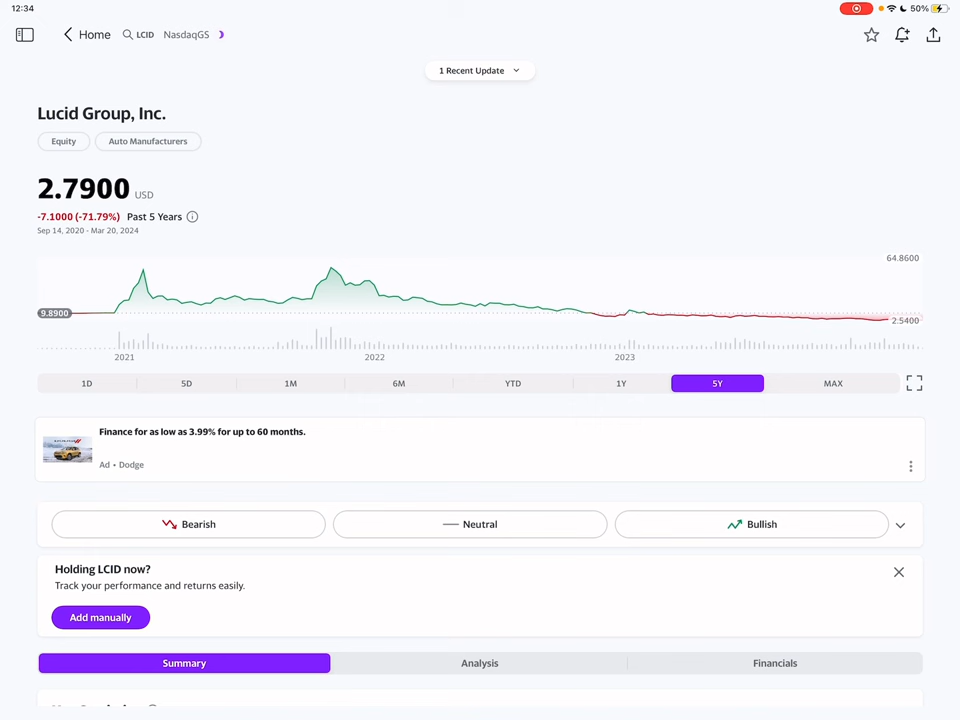 12:34
50%
Home
LCID
NasdaqGS
1 Recent Update
Lucid Group, Inc.
Equity
Auto Manufacturers
2.7900 USD
-7.1000 (-71.79%) Past 5 Years
Sep 14, 2020 - Mar 20, 2024
64.8600
9.8900
2.5400
2021 2022 2023
1D 5D 1M 6M YTD 1Y 5Y MAX
Finance for as low as 3.99% for up to 60 months.
Ad • Dodge
Bearish Neutral Bullish
Holding LCID now?
Track your performance and returns easily.
Add manually
Summary Analysis Financials